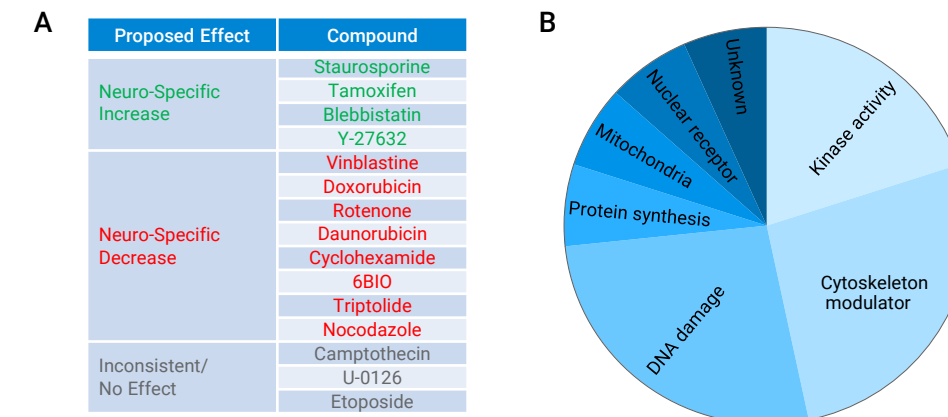 A
Proposed Effect
Compound
Neuro-Specific
Increase
Staurosporine
Tamoxifen
Blebbistatin
Y-27632
Neuro-Specific
Decrease
Vinblastine
Doxorubicin
Rotenone
Daunorubicin
Cyclohexamide
6BIO
Triptolide
Nocodazole
Inconsistent/
No Effect
Camptothecin
U-0126
Etoposide
B
Kinase activity
Cytoskeleton
modulator
DNA damage
Protein synthesis
Mitochondria
Nuclear receptor
Unknown